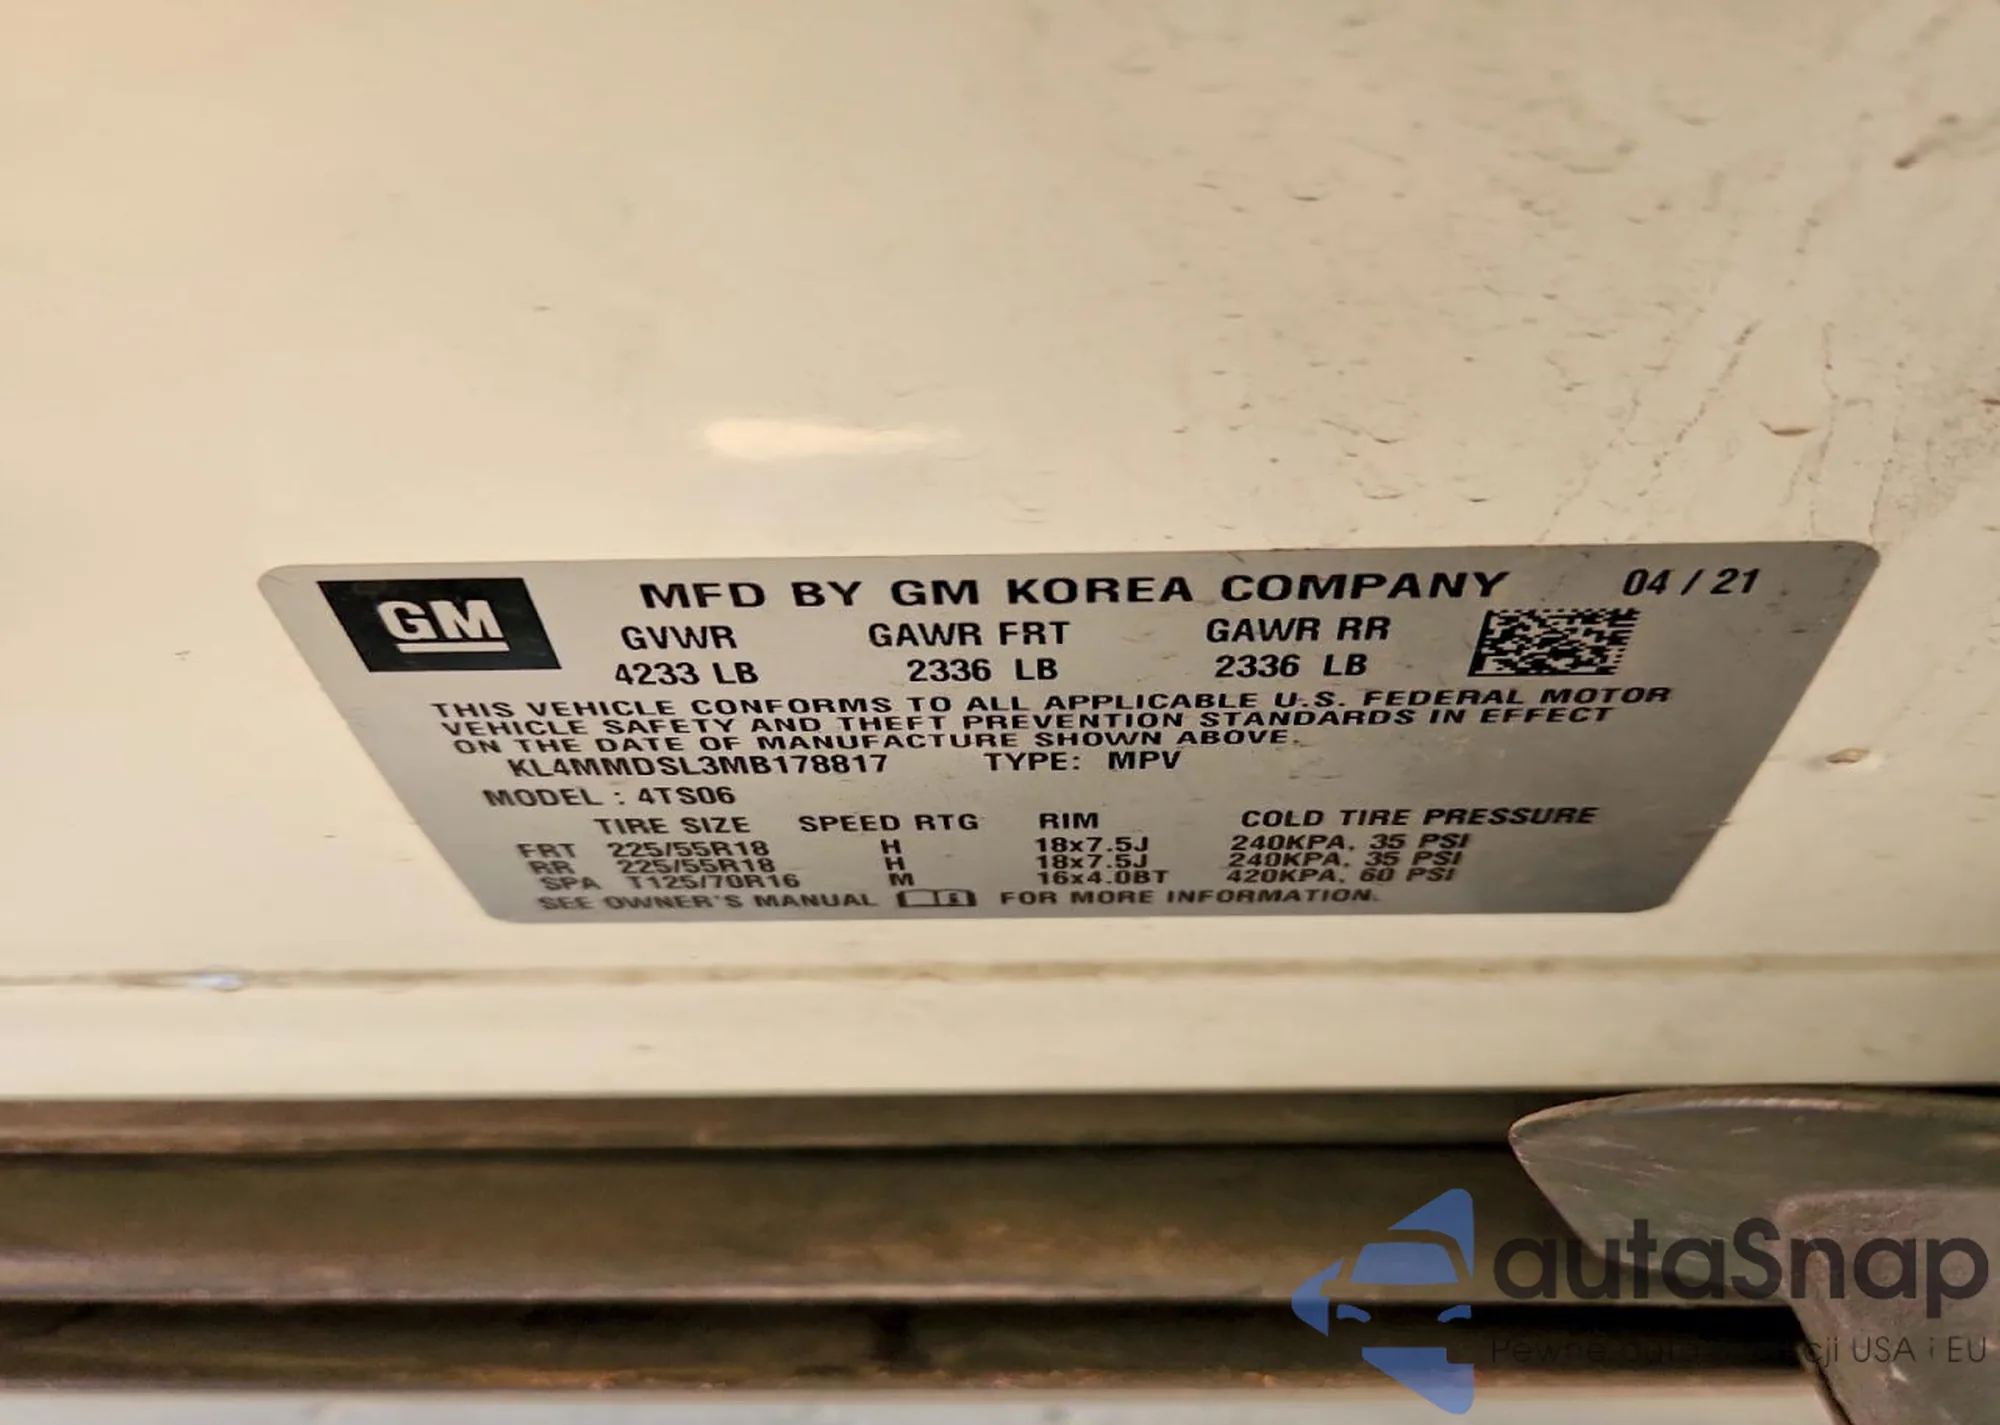 GM
MFD BY GM KOREA COMPANY 04 / 21
GVWR GAWR FRT GAWR RR
4233 LB 2336 LB 2336 LB
THIS VEHICLE CONFORMS TO ALL APPLICABLE U.S. FEDERAL MOTOR
VEHICLE SAFETY AND THEFT PREVENTION STANDARDS IN EFFECT
ON THE DATE OF MANUFACTURE SHOWN ABOVE.
KL4MMDSL3MB178817 TYPE: MPV
MODEL : 4TS06
TIRE SIZE SPEED RTG RIM COLD TIRE PRESSURE
FRT 225/55R18 H 18x7.5J 240KPA, 35 PSI
RR 225/55R18 H 18x7.5J 240KPA, 35 PSI
SPA T125/70R16 M 16x4.0BT 420KPA, 60 PSI
SEE OWNER'S MANUAL FOR MORE INFORMATION.
autaSnap
Pewne auta USA i EU